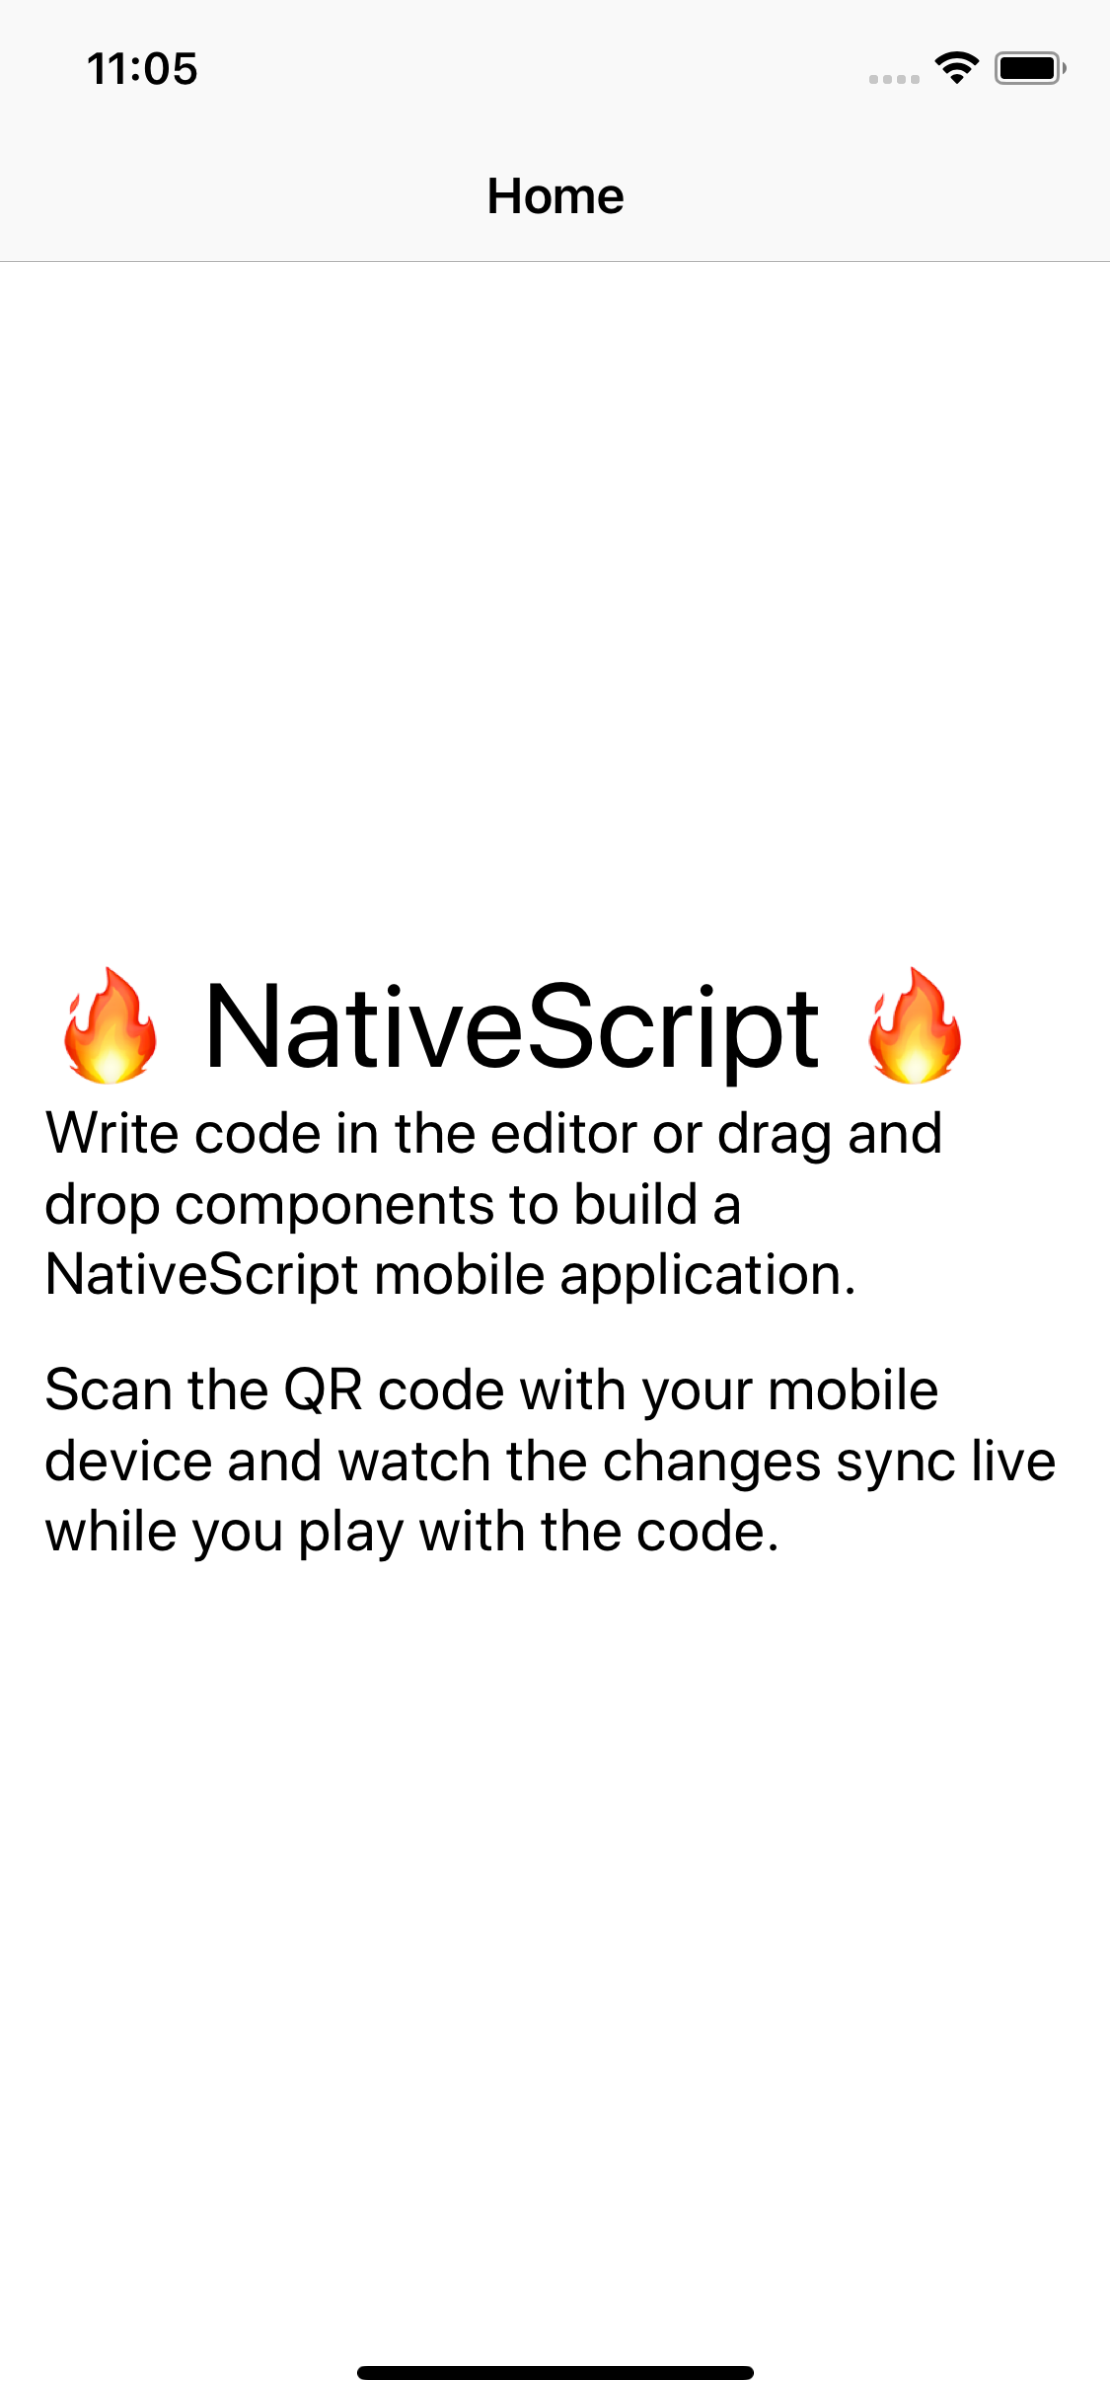 11:05
Home
🔥 NativeScript 🔥
Write code in the editor or drag and
drop components to build a
NativeScript mobile application.
Scan the QR code with your mobile
device and watch the changes sync live
while you play with the code.